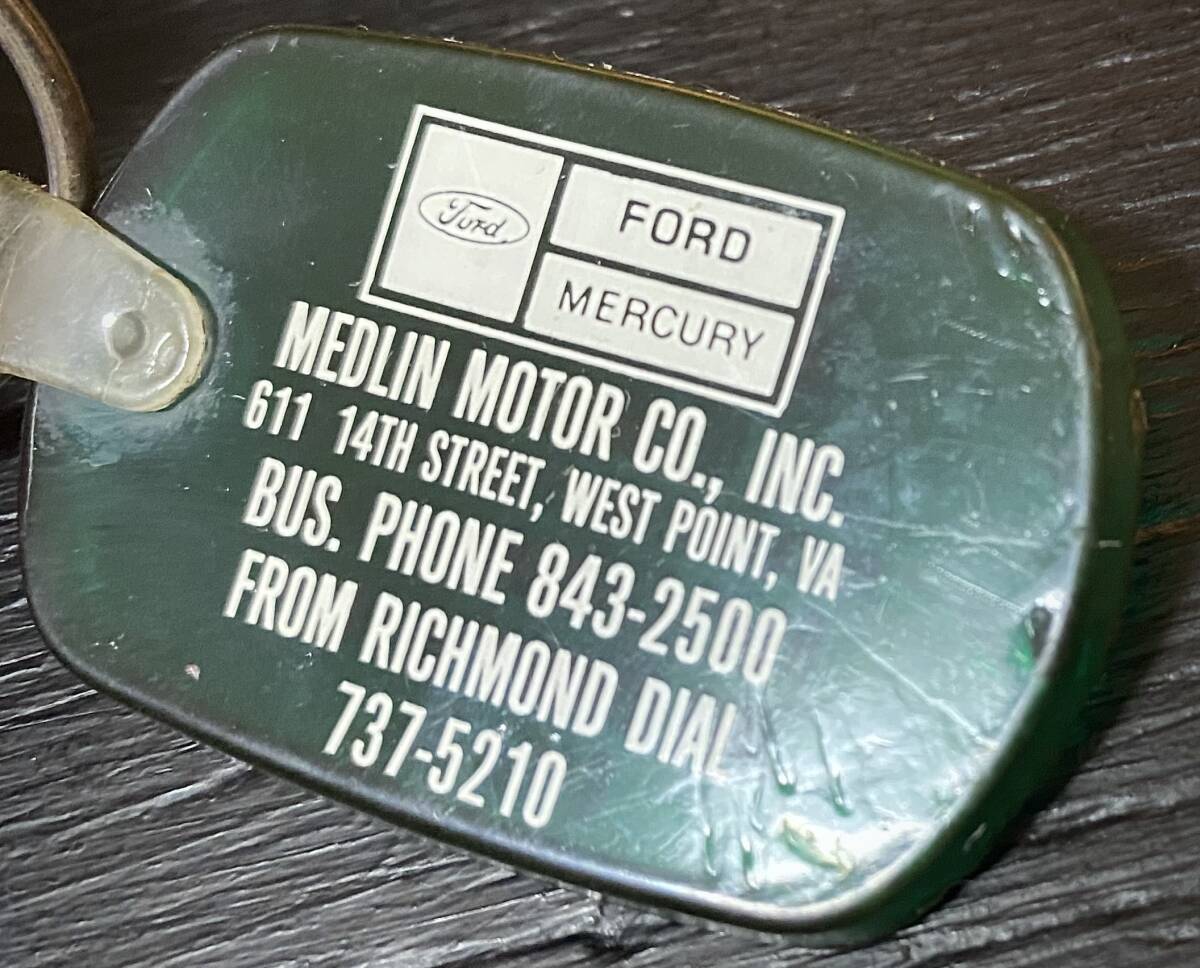 Ford
FORD
MERCURY
MEDLIN MOTOR CO., INC.
611 14TH STREET, WEST POINT, VA
BUS. PHONE 843-2500
FROM RICHMOND DIAL
737-5210